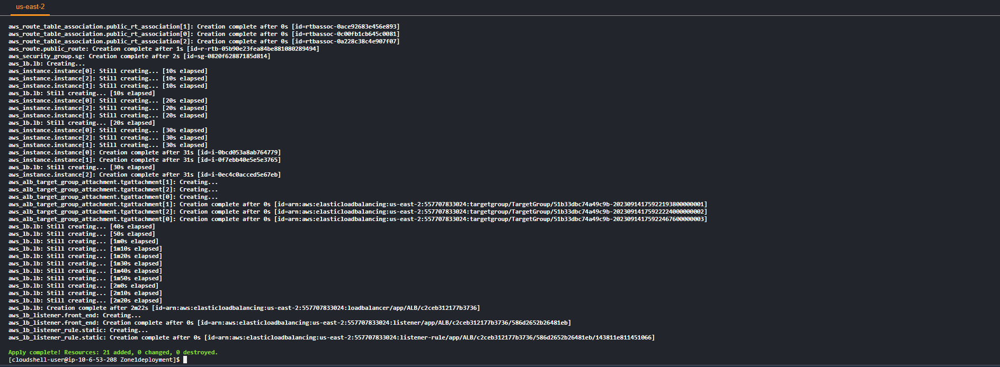 us-east-2
aws_route_table_association.public_rt_association[1]: Creation complete after 0s [id=rtbassoc-0ace92683e456e893]
aws_route_table_association.public_rt_association[0]: Creation complete after 0s [id=rtbassoc-0c00fb1cb645c0081]
aws_route_table_association.public_rt_association[2]: Creation complete after 0s [id=rtbassoc-0a228c38c4e907f07]
aws_route.public_route: Creation complete after 1s [id=r-rtb-05b90e23fea84be881080289494]
aws_security_group.sg: Creation complete after 2s [id=sg-0820f62887185d814]
aws_lb.lb: Creating...
aws_instance.instance[0]: Still creating... [10s elapsed]
aws_instance.instance[2]: Still creating... [10s elapsed]
aws_instance.instance[1]: Still creating... [10s elapsed]
aws_lb.lb: Still creating... [10s elapsed]
aws_instance.instance[0]: Still creating... [20s elapsed]
aws_instance.instance[2]: Still creating... [20s elapsed]
aws_instance.instance[1]: Still creating... [20s elapsed]
aws_lb.lb: Still creating... [20s elapsed]
aws_instance.instance[0]: Still creating... [30s elapsed]
aws_instance.instance[2]: Still creating... [30s elapsed]
aws_instance.instance[1]: Still creating... [30s elapsed]
aws_instance.instance[0]: Creation complete after 31s [id=i-0bcd053a8ab764779]
aws_instance.instance[1]: Creation complete after 31s [id=i-0f7ebb40e5e5e3765]
aws_lb.lb: Still creating... [30s elapsed]
aws_instance.instance[2]: Creation complete after 31s [id=i-0ec4c0acced5e67eb]
aws_alb_target_group_attachment.tgattachment[1]: Creating...
aws_alb_target_group_attachment.tgattachment[2]: Creating...
aws_alb_target_group_attachment.tgattachment[0]: Creating...
aws_alb_target_group_attachment.tgattachment[1]: Creation complete after 0s [id=arn:aws:elasticloadbalancing:us-east-2:557707833024:targetgroup/TargetGroup/51b33dbc74a49c9b-20230914175922193800000001]
aws_alb_target_group_attachment.tgattachment[2]: Creation complete after 0s [id=arn:aws:elasticloadbalancing:us-east-2:557707833024:targetgroup/TargetGroup/51b33dbc74a49c9b-20230914175922224000000002]
aws_alb_target_group_attachment.tgattachment[0]: Creation complete after 0s [id=arn:aws:elasticloadbalancing:us-east-2:557707833024:targetgroup/TargetGroup/51b33dbc74a49c9b-20230914175922467600000003]
aws_lb.lb: Still creating... [40s elapsed]
aws_lb.lb: Still creating... [50s elapsed]
aws_lb.lb: Still creating... [1m0s elapsed]
aws_lb.lb: Still creating... [1m10s elapsed]
aws_lb.lb: Still creating... [1m20s elapsed]
aws_lb.lb: Still creating... [1m30s elapsed]
aws_lb.lb: Still creating... [1m40s elapsed]
aws_lb.lb: Still creating... [1m50s elapsed]
aws_lb.lb: Still creating... [2m0s elapsed]
aws_lb.lb: Still creating... [2m10s elapsed]
aws_lb.lb: Still creating... [2m20s elapsed]
aws_lb.lb: Creation complete after 2m22s [id=arn:aws:elasticloadbalancing:us-east-2:557707833024:loadbalancer/app/ALB/c2ceb312177b3736]
aws_lb_listener.front_end: Creating...
aws_lb_listener.front_end: Creation complete after 0s [id=arn:aws:elasticloadbalancing:us-east-2:557707833024:listener/app/ALB/c2ceb312177b3736/586d2652b26481eb]
aws_lb_listener_rule.static: Creating...
aws_lb_listener_rule.static: Creation complete after 0s [id=arn:aws:elasticloadbalancing:us-east-2:557707833024:listener-rule/app/ALB/c2ceb312177b3736/586d2652b26481eb/143811e811451066]
Apply complete! Resources: 21 added, 0 changed, 0 destroyed.
[cloudshell-user@ip-10-6-53-208 Zone1deployment]$